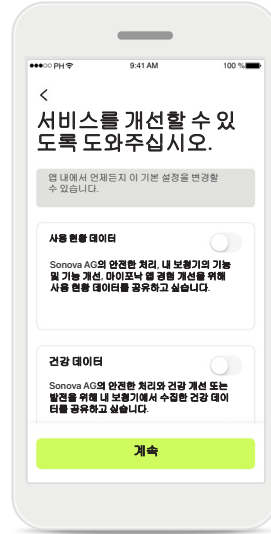 PH 9:41 AM 100 %
서비스를 개선할 수 있
도록 도와주십시오.
앱 내에서 언제든지 이 기본 설정을 변경할
수 있습니다.
사용 현황 데이터
Sonova AG의 안전한 처리, 내 보청기의 기능
및 기능 개선, 마이포낙 앱 경험 개선을 위해
사용 현황 데이터를 공유하고 싶습니다.
건강 데이터
Sonova AG의 안전한 처리와 건강 개선 또는
발전을 위해 내 보청기에서 수집한 건강 데이
터를 공유하고 싶습니다.
계속